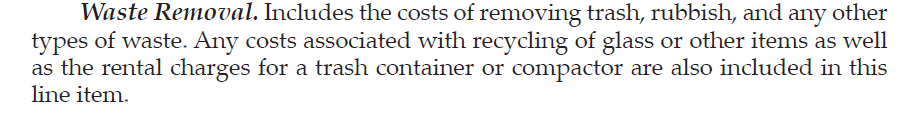 Waste Removal. Includes the costs of removing trash, rubbish, and any other
types of waste. Any costs associated with recycling of glass or other items as well
as the rental charges for a trash container or compactor are also included in this
line item.